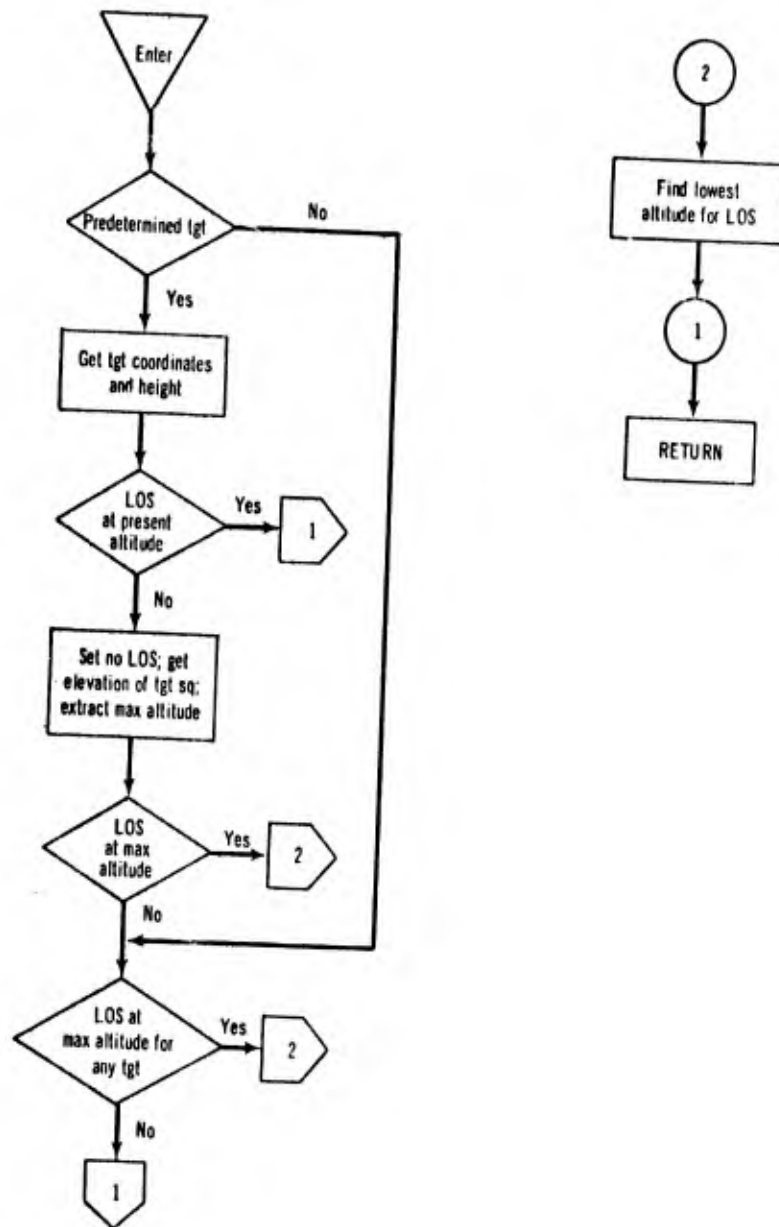 Enter
Predetermined tgt
No
Yes
Get tgt coordinates
and height
LOS
at present
altitude
Yes
1
No
Set no LOS; get
elevation of tgt sq;
extract max altitude
LOS
at max
altitude
Yes
2
No
LOS at
max altitude for
any tgt
Yes
2
No
1
2
Find lowest
altitude for LOS
1
RETURN